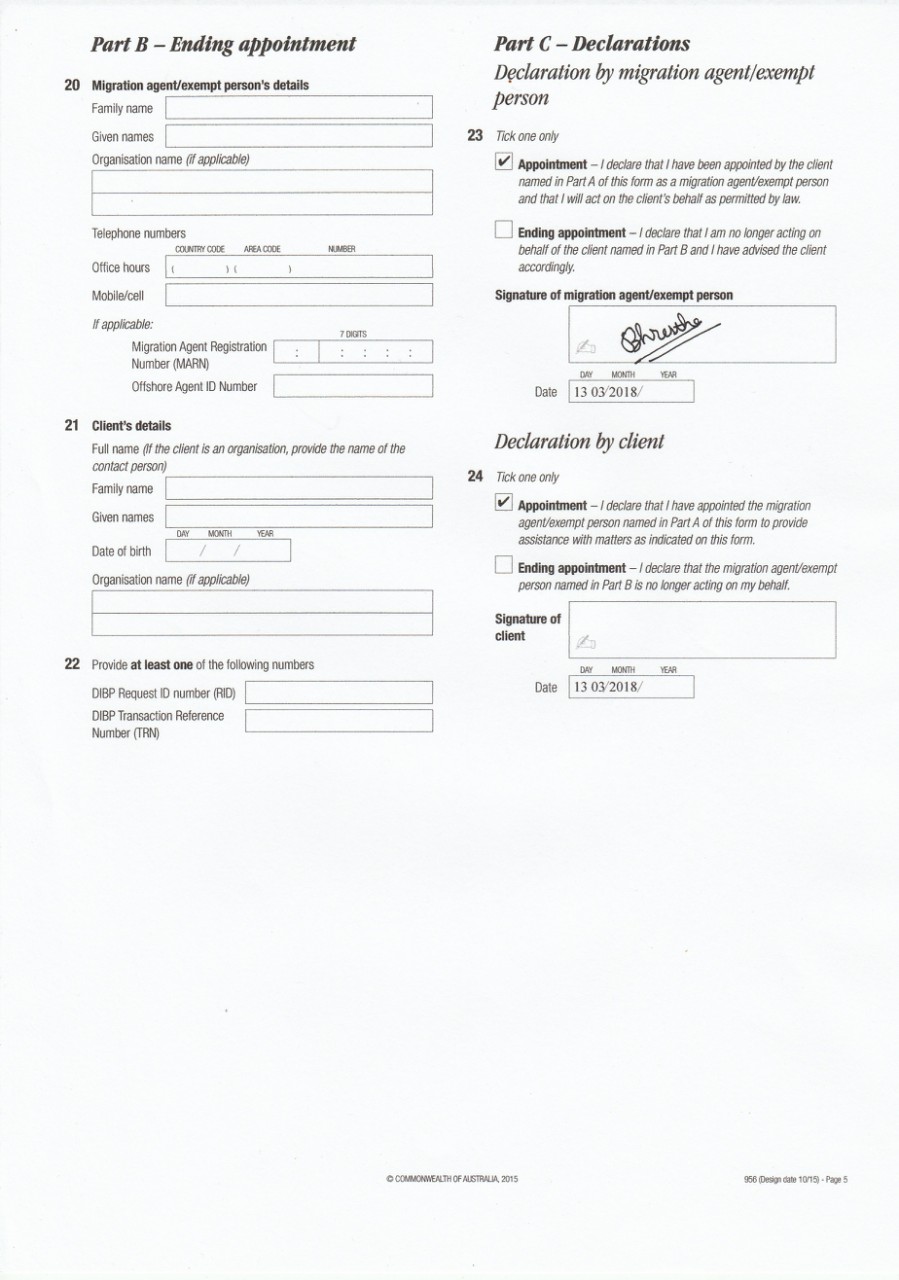 Part B – Ending appointment
20 Migration agent/exempt person's details
Family name
Given names
Organisation name (if applicable)
Telephone numbers
COUNTRY CODE AREA CODE NUMBER
Office hours ( ) ( )
Mobile/cell
If applicable:
7 DIGITS
Migration Agent Registration
Number (MARN)
Offshore Agent ID Number
21 Client's details
Full name (If the client is an organisation, provide the name of the
contact person)
Family name
Given names
DAY MONTH YEAR
Date of birth / /
Organisation name (if applicable)
22 Provide at least one of the following numbers
DIBP Request ID number (RID)
DIBP Transaction Reference
Number (TRN)
Part C – Declarations
Declaration by migration agent/exempt
person
23 Tick one only
✔ Appointment – I declare that I have been appointed by the client
named in Part A of this form as a migration agent/exempt person
and that I will act on the client's behalf as permitted by law.
Ending appointment – I declare that I am no longer acting on
behalf of the client named in Part B and I have advised the client
accordingly.
Signature of migration agent/exempt person
DAY MONTH YEAR
Date 13 03/2018/
Declaration by client
24 Tick one only
✔ Appointment – I declare that I have appointed the migration
agent/exempt person named in Part A of this form to provide
assistance with matters as indicated on this form.
Ending appointment – I declare that the migration agent/exempt
person named in Part B is no longer acting on my behalf.
Signature of
client
DAY MONTH YEAR
Date 13 03/2018/
© COMMONWEALTH OF AUSTRALIA, 2015
956 (Design date 10/15) - Page 5